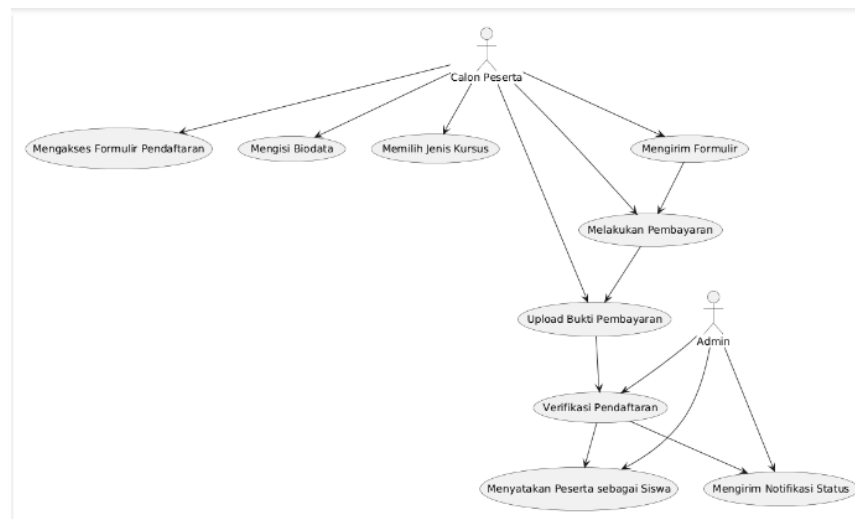 Calon Peserta
Mengakses Formulir Pendaftaran
Mengisi Biodata
Memilih Jenis Kursus
Mengirim Formulir
Melakukan Pembayaran
Upload Bukti Pembayaran
Admin
Verifikasi Pendaftaran
Menyatakan Peserta sebagai Siswa
Mengirim Notifikasi Status